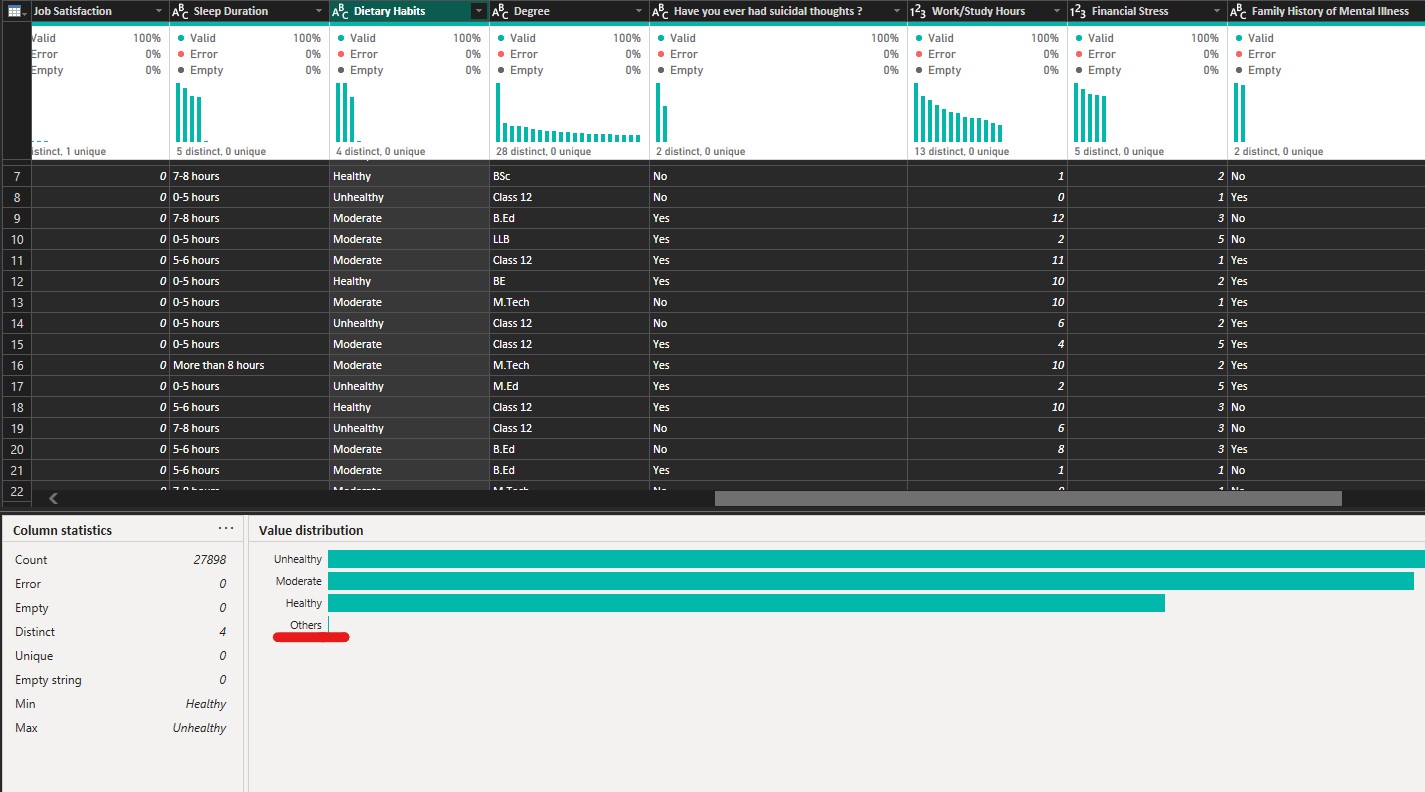 Job Satisfaction ABC Sleep Duration ABC Dietary Habits ABC Degree ABC Have you ever had suicidal thoughts ? 123 Work/Study Hours 123 Financial Stress ABC Family History of Mental Illness
Valid 100% Valid 100% Valid 100% Valid 100% Valid 100% Valid 100% Valid 100% Valid
Error 0% Error 0% Error 0% Error 0% Error 0% Error 0% Error 0% Error
Empty 0% Empty 0% Empty 0% Empty 0% Empty 0% Empty 0% Empty 0% Empty
istinct, 1 unique 5 distinct, 0 unique 4 distinct, 0 unique 28 distinct, 0 unique 2 distinct, 0 unique 13 distinct, 0 unique 5 distinct, 0 unique 2 distinct, 0 unique
7 0 7-8 hours Healthy BSc No 1 2 No
8 0 0-5 hours Unhealthy Class 12 No 0 1 Yes
9 0 7-8 hours Moderate B.Ed Yes 12 3 No
10 0 0-5 hours Moderate LLB Yes 2 5 No
11 0 5-6 hours Moderate Class 12 Yes 11 1 Yes
12 0 0-5 hours Healthy BE Yes 10 2 Yes
13 0 0-5 hours Moderate M.Tech No 10 1 Yes
14 0 0-5 hours Unhealthy Class 12 No 6 2 Yes
15 0 0-5 hours Moderate Class 12 Yes 4 5 Yes
16 0 More than 8 hours Moderate M.Tech Yes 10 2 Yes
17 0 0-5 hours Unhealthy M.Ed Yes 2 5 Yes
18 0 5-6 hours Healthy Class 12 Yes 10 3 No
19 0 7-8 hours Unhealthy Class 12 No 6 3 No
20 0 5-6 hours Moderate B.Ed No 8 3 Yes
21 0 5-6 hours Moderate B.Ed Yes 1 1 No
22
Column statistics ... Value distribution
Count 27898 Unhealthy
Error 0 Moderate
Empty 0 Healthy
Distinct 4 Others
Unique 0
Empty string 0
Min Healthy
Max Unhealthy